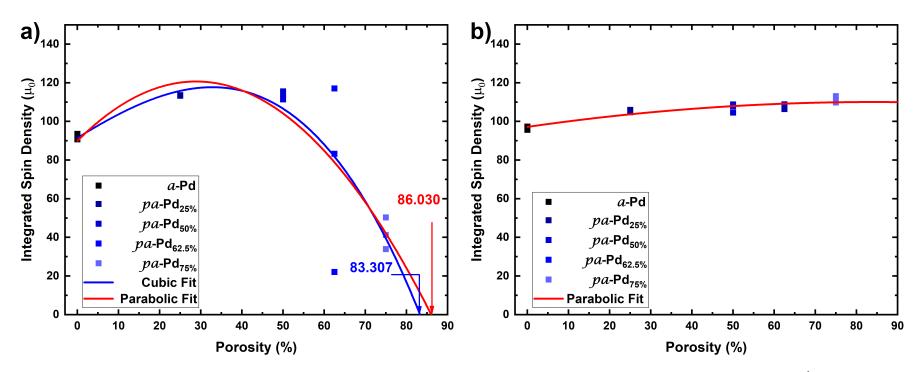 a)
Integrated Spin Density (μ0)
140
120
100
80
60
40
20
0
a-Pd
pa-Pd25%
pa-Pd50%
pa-Pd62.5%
pa-Pd75%
Cubic Fit
Parabolic Fit
86.030
83.307
0 10 20 30 40 50 60 70 80 90
Porosity (%)
b)
Integrated Spin Density (μ0)
140
120
100
80
60
40
20
0
a-Pd
pa-Pd25%
pa-Pd50%
pa-Pd62.5%
pa-Pd75%
Parabolic Fit
0 10 20 30 40 50 60 70 80 90
Porosity (%)